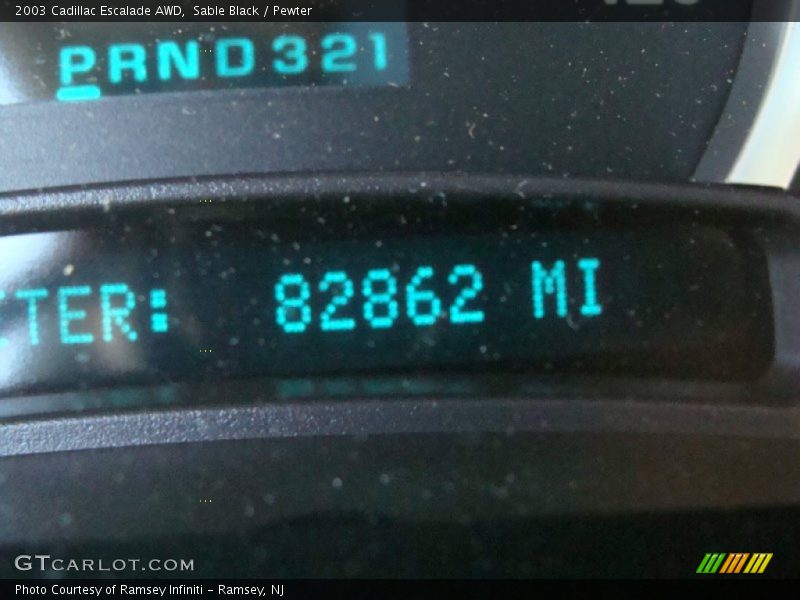 2003 Cadillac Escalade AWD, Sable Black / Pewter
PRND321
TER: 82862 MI
GTCARLOT.COM
Photo Courtesy of Ramsey Infiniti - Ramsey, NJ